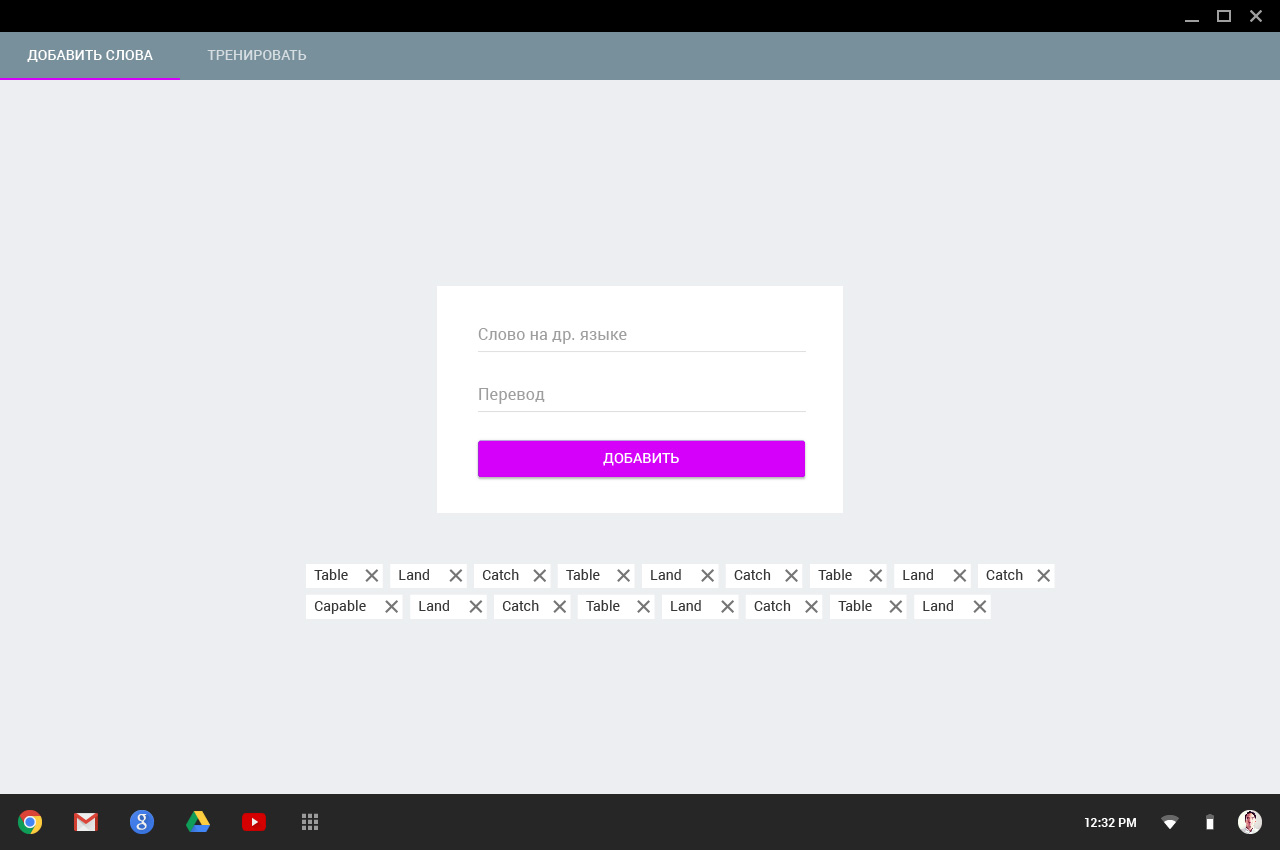 ДОБАВИТЬ СЛОВА ТРЕНИРОВАТЬ
Слово на др. языке
Перевод
ДОБАВИТЬ
Table Land Catch Table Land Catch Table Land Catch
Capable Land Catch Table Land Catch Table Land
12:32 PM